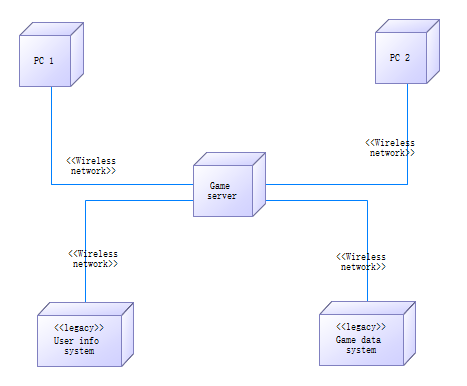 PC 1
PC 2
<<Wireless
network>>
<<Wireless
network>>
Game
server
<<Wireless
network>>
<<Wireless
network>>
<<legacy>>
User info
system
<<legacy>>
Game data
system